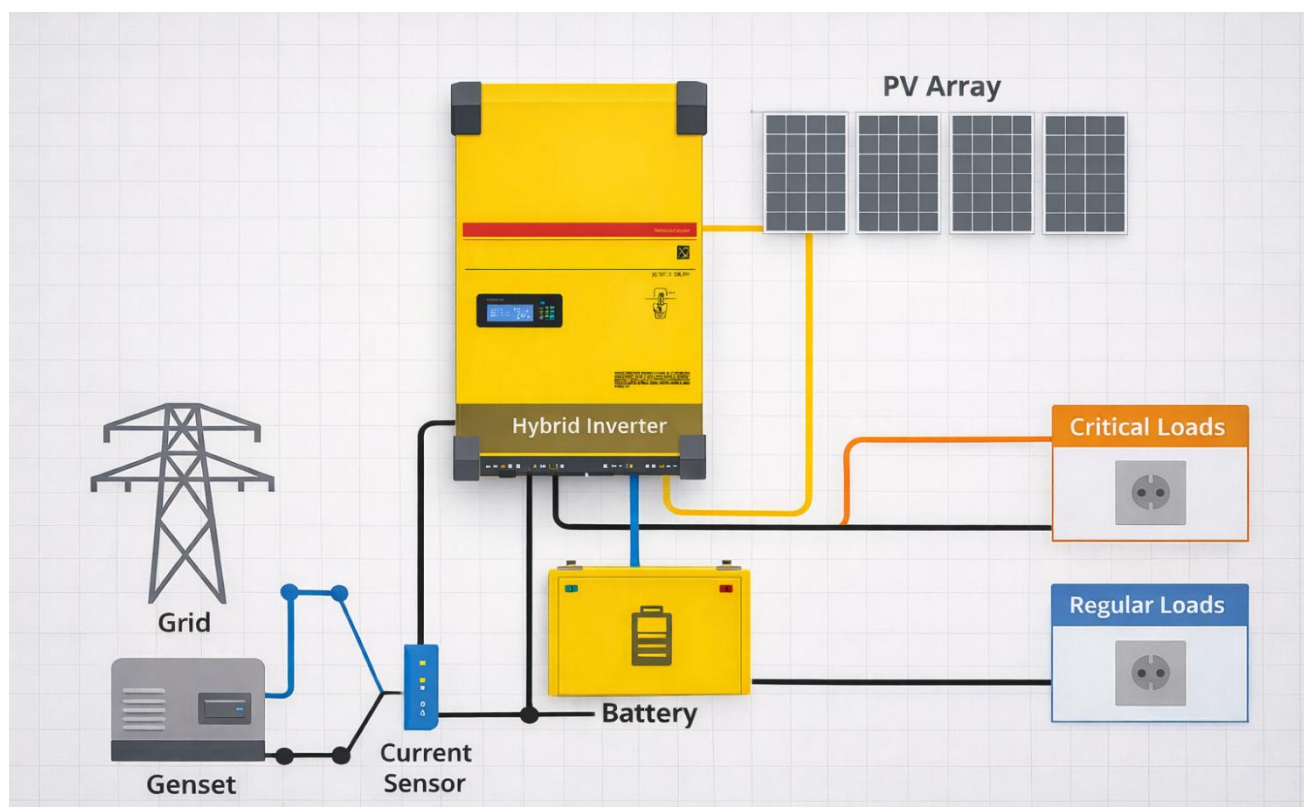 PV Array
Hybrid Inverter
Critical Loads
Grid
Regular Loads
Battery
Current
Sensor
Genset